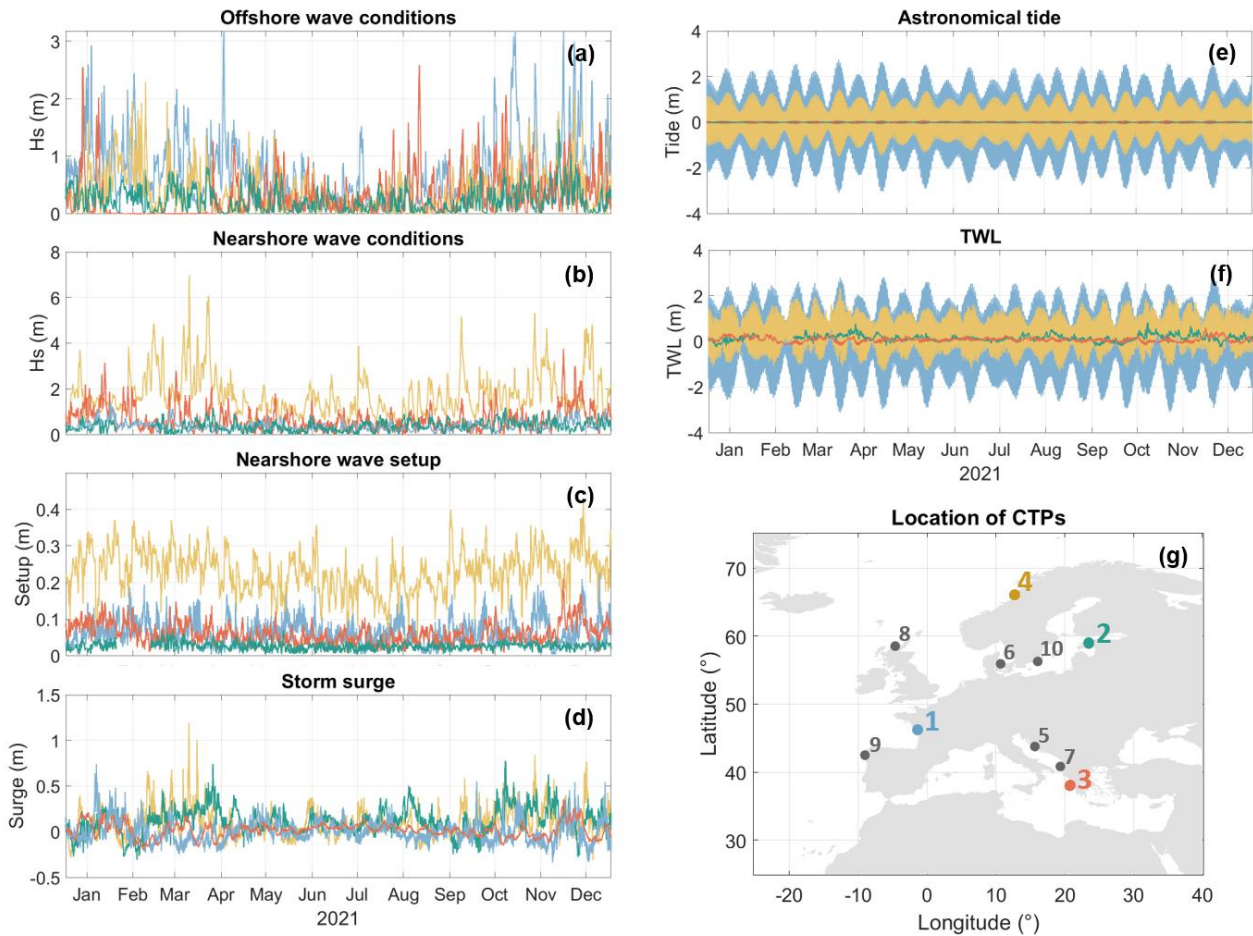 Offshore wave conditions
(a)
3
2
1
0
Hs (m)
Nearshore wave conditions
(b)
8
6
4
2
0
Hs (m)
Nearshore wave setup
(c)
0.4
0.3
0.2
0.1
0
Setup (m)
Storm surge
(d)
1.5
1
0.5
0
-0.5
Surge (m)
Jan Feb Mar Apr May Jun Jul Aug Sep Oct Nov Dec
2021
Astronomical tide
(e)
4
2
0
-2
-4
Tide (m)
TWL
(f)
4
2
0
-2
-4
TWL (m)
Jan Feb Mar Apr May Jun Jul Aug Sep Oct Nov Dec
2021
Location of CTPs
(g)
70
60
50
40
30
Latitude (°)
4
8
2
6
10
1
9
5
7
3
-20 -10 0 10 20 30 40
Longitude (°)